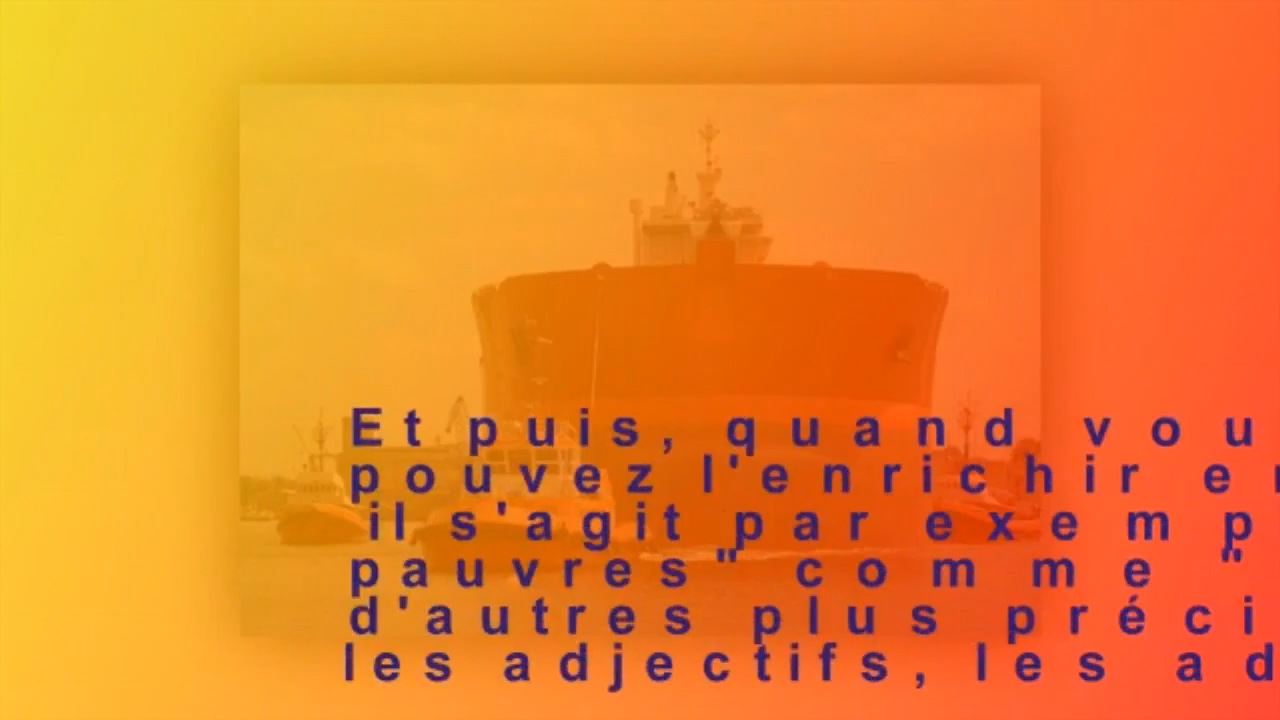 Et puis, quand vou
pouvez l'enrichir e
il s'agit par exemp
pauvres" comme "
d'autres plus préci
les adjectifs, les ad